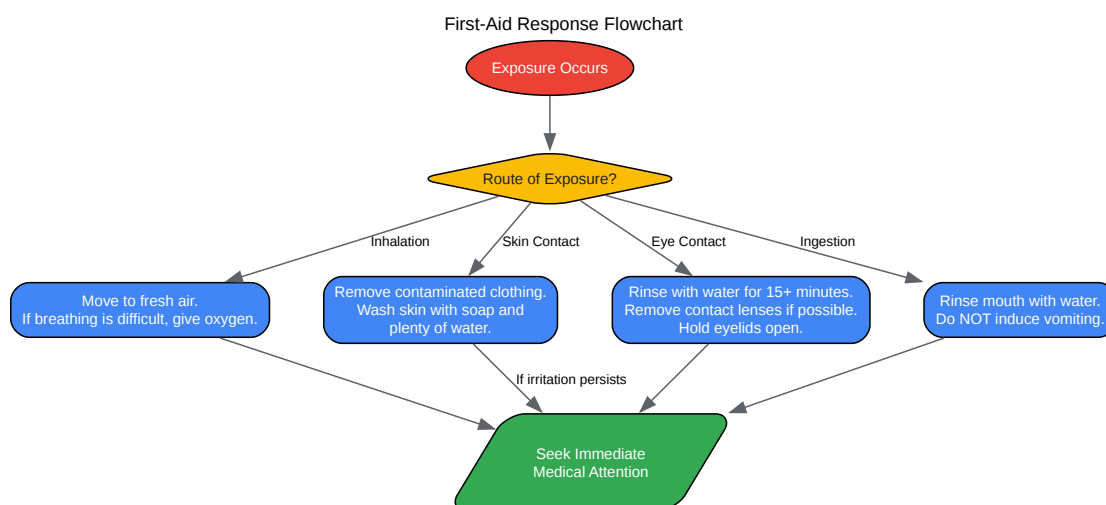 First-Aid Response Flowchart
Exposure Occurs
Route of Exposure?
Inhalation
Skin Contact
Eye Contact
Ingestion
Move to fresh air.
If breathing is difficult, give oxygen.
Remove contaminated clothing.
Wash skin with soap and
plenty of water.
Rinse with water for 15+ minutes.
Remove contact lenses if possible.
Hold eyelids open.
Rinse mouth with water.
Do NOT induce vomiting.
If irritation persists
Seek Immediate
Medical Attention